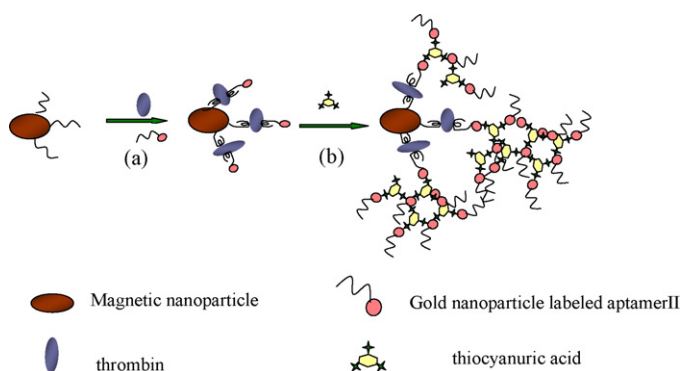 (a)
(b)
Magnetic nanoparticle
Gold nanoparticle labeled aptamerII
thrombin
thiocyanuric acid